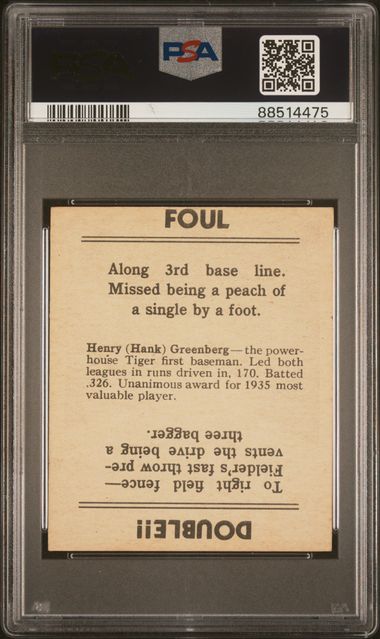 PSA
88514475
FOUL
Along 3rd base line.
Missed being a peach of
a single by a foot.
Henry (Hank) Greenberg—the power-
house Tiger first baseman. Led both
leagues in runs driven in, 170. Batted
.326. Unanimous award for 1935 most
valuable player.
DOUBLE!!
To right field fence—
Fielder's fast throw pre-
vents the drive being a
three bagger.